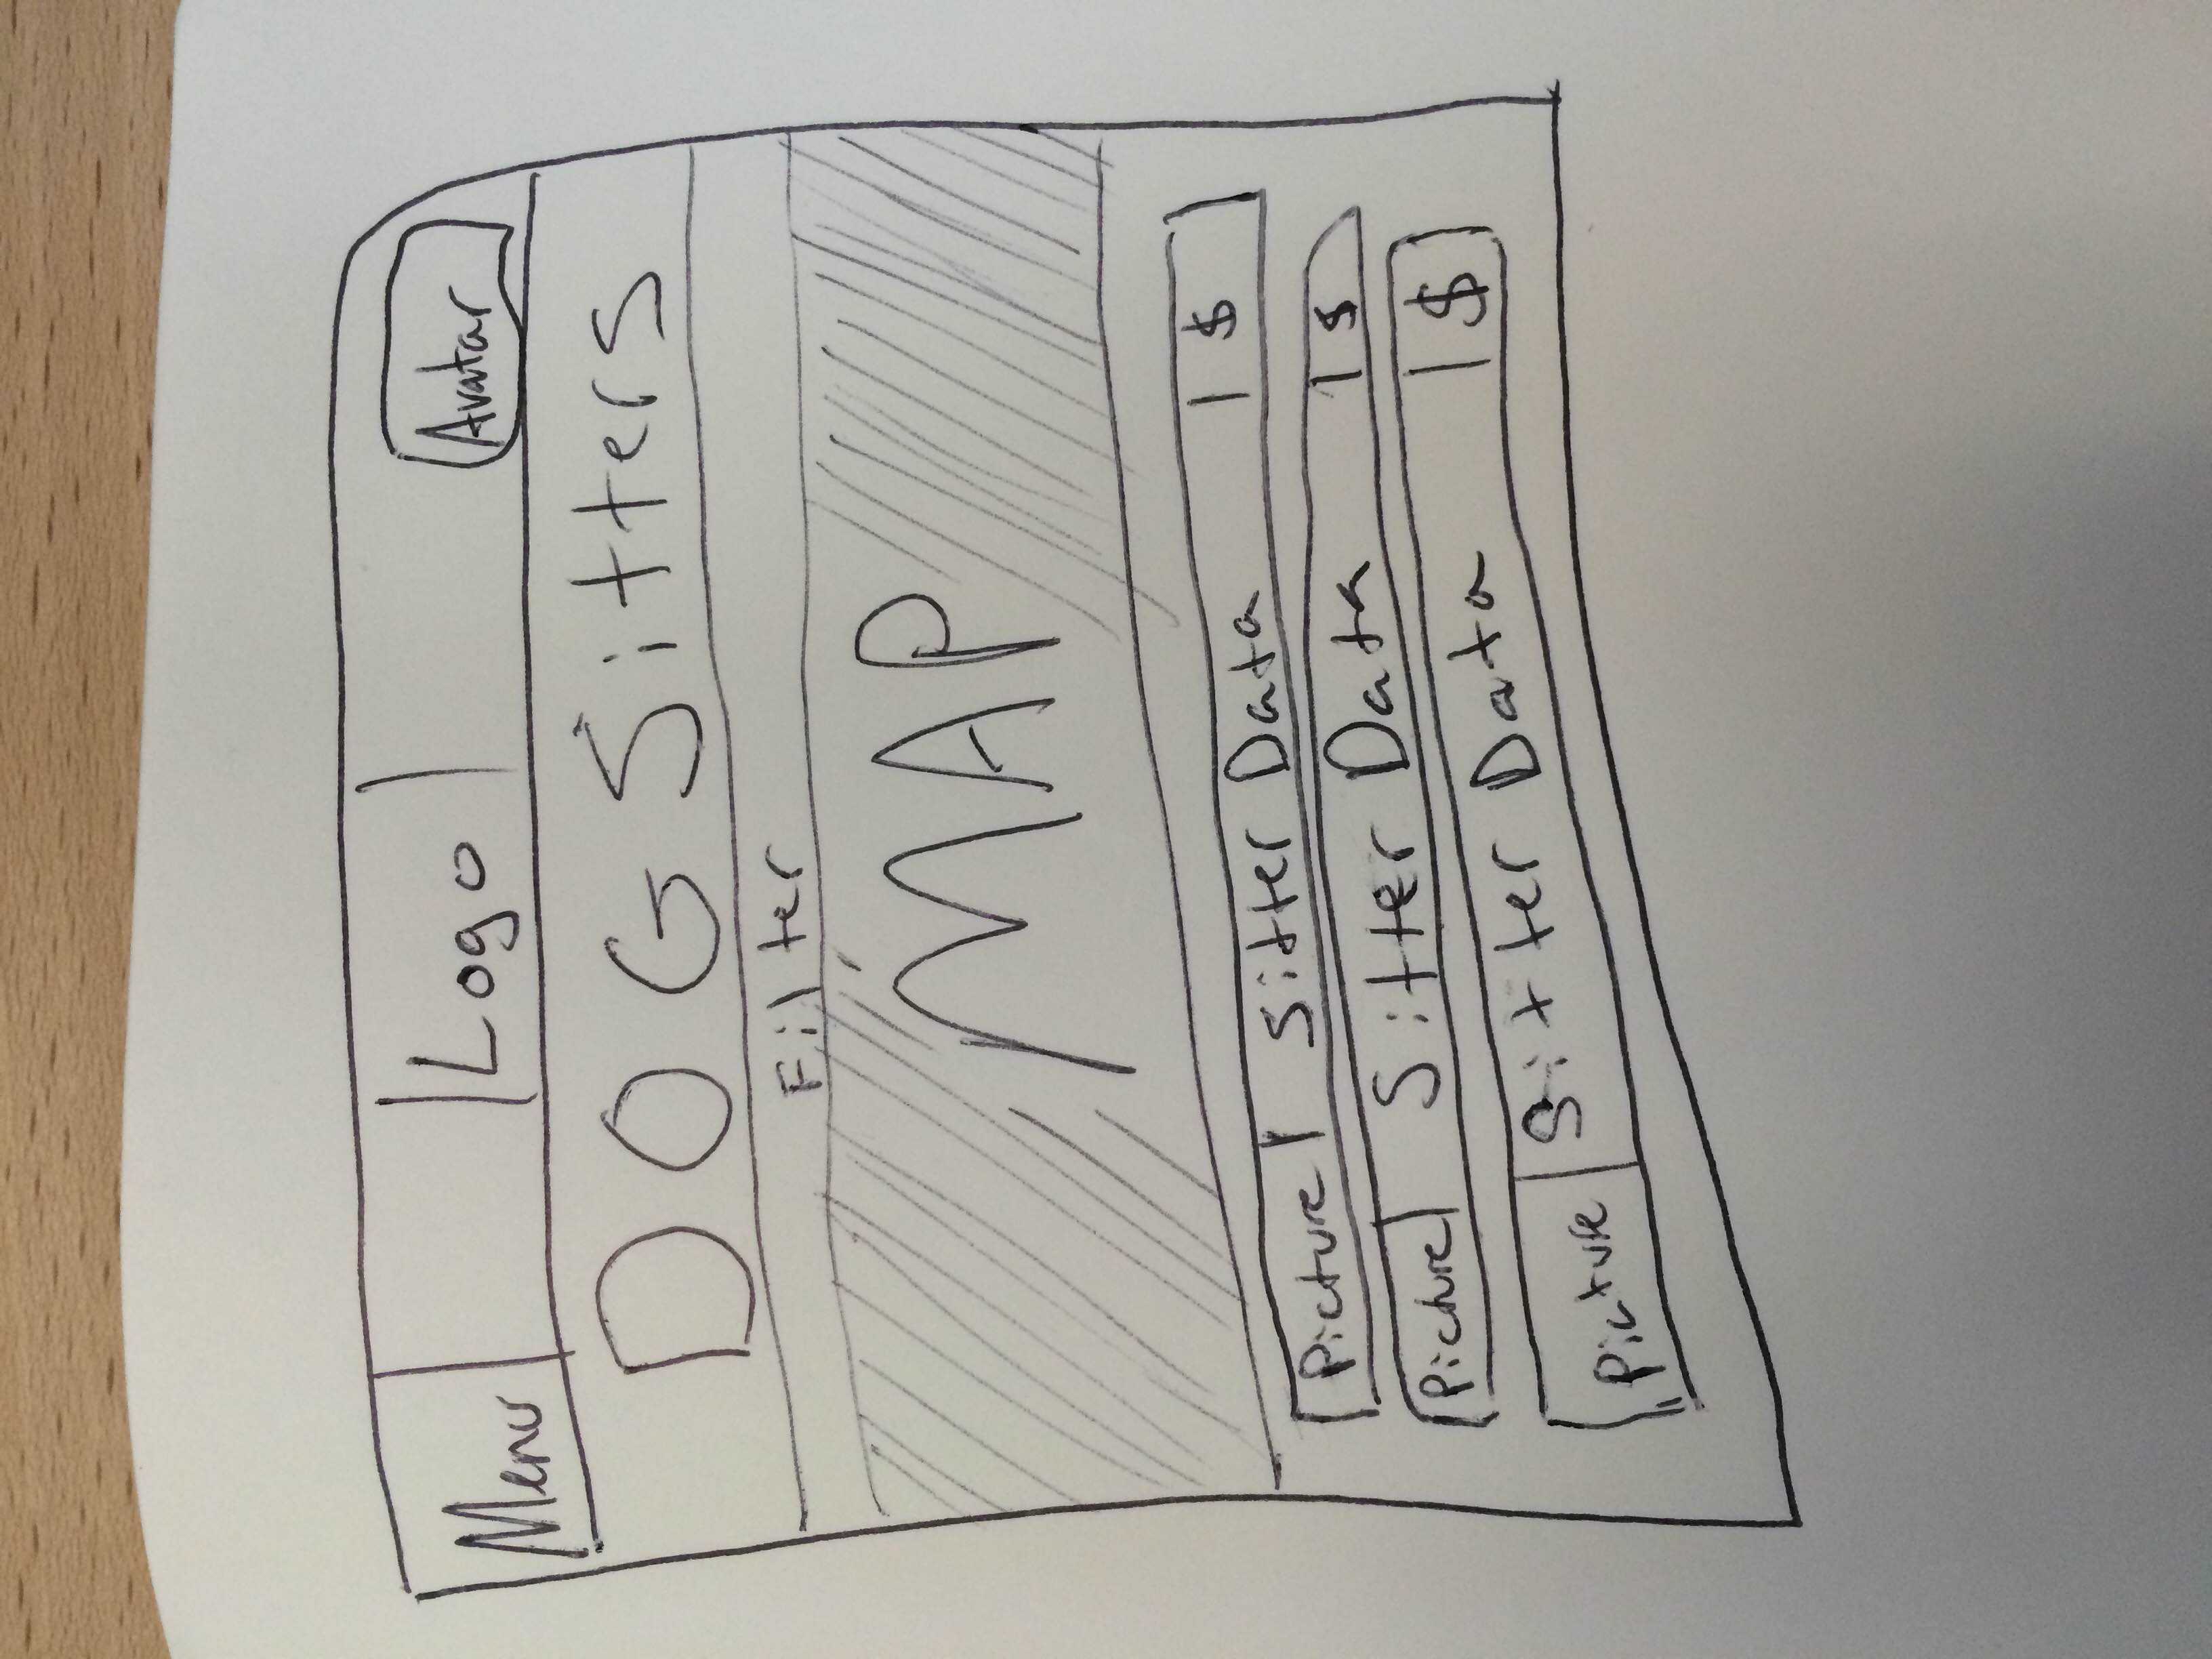 Menu Logo Avatar
DOG Sitters
Filter
MAP
Picture Sitter Data $
Picture Sitter Data $
Picture Sitter Data $